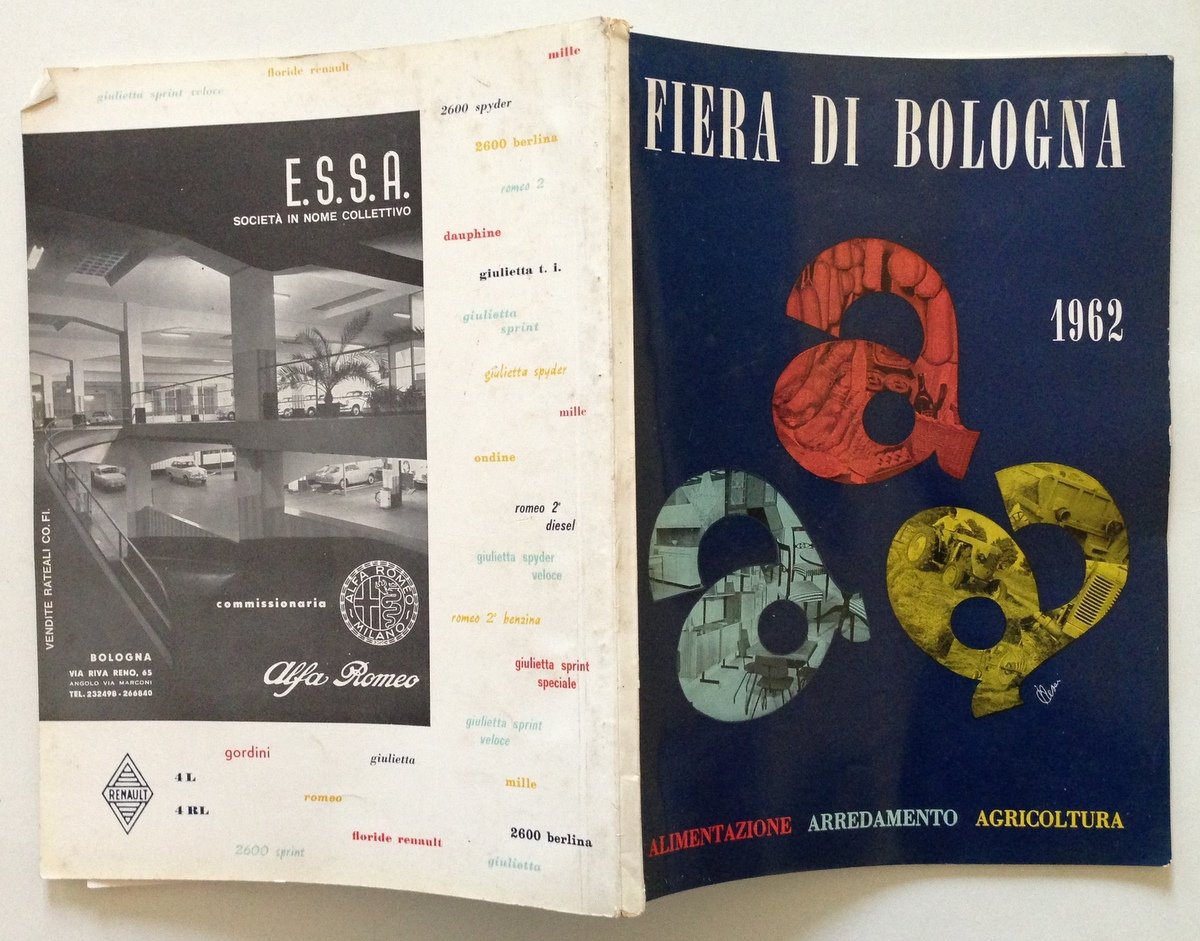 floride renault
mille
giulietta sprint veloce
2600 spyder
2600 berlina
romeo 2
dauphine
giulietta t. i.
giulietta
sprint
giulietta spyder
mille
ondine
romeo 2°
diesel
giulietta spyder
veloce
romeo 2° benzina
giulietta sprint
speciale
giulietta sprint
veloce
mille
2600 berlina
giulietta
E.S.S.A.
SOCIETÀ IN NOME COLLETTIVO
VENDITE RATEALI CO. FI.
commissionaria
ALFA ROMEO
MILANO
Alfa Romeo
BOLOGNA
VIA RIVA RENO, 65
ANGOLO VIA MARCONI
TEL. 232498 - 266840
RENAULT
4 L
4 RL
gordini
giulietta
romeo
floride renault
2600 sprint
FIERA DI BOLOGNA
1962
a
a
a
ALIMENTAZIONE ARREDAMENTO AGRICOLTURA